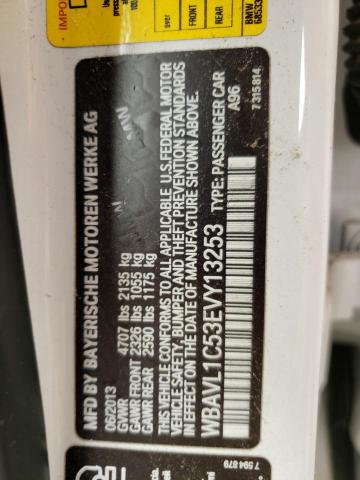 MFD BY BAYERISCHE MOTOREN WERKE AG
06/2013
GVWR 4707 lbs 2135 kg
GAWR FRONT 2326 lbs 1055 kg
GAWR REAR 2590 lbs 1175 kg
THIS VEHICLE CONFORMS TO ALL APPLICABLE U.S. FEDERAL MOTOR
VEHICLE SAFETY, BUMPER AND THEFT PREVENTION STANDARDS
IN EFFECT ON THE DATE OF MANUFACTURE SHOWN ABOVE.
WBAVL1C53EVY13253 TYPE: PASSENGER CAR
A96
7 315 814
7 594 879
FRONT
REAR
BMW